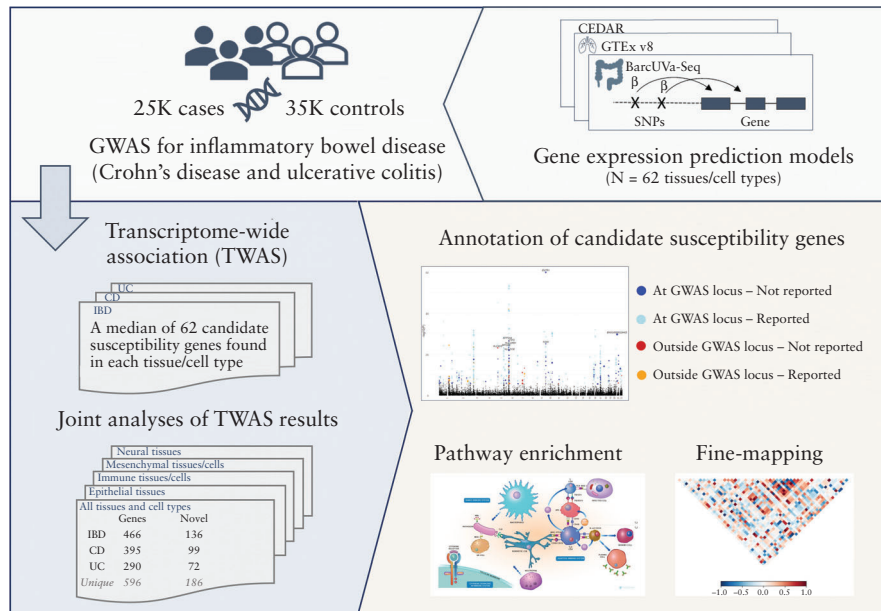 25K cases 35K controls
GWAS for inflammatory bowel disease
(Crohn's disease and ulcerative colitis)
CEDAR
GTEx v8
BarcUVa-Seq
β β
X X
SNPs Gene
Gene expression prediction models
(N = 62 tissues/cell types)
Transcriptome-wide
association (TWAS)
UC
CD
IBD
A median of 62 candidate
susceptibility genes found
in each tissue/cell type
Joint analyses of TWAS results
Neural tissues
Mesenchymal tissues/cells
Immune tissues/cells
Epithelial tissues
All tissues and cell types
Genes Novel
IBD 466 136
CD 395 99
UC 290 72
Unique 596 186
Annotation of candidate susceptibility genes
At GWAS locus – Not reported
At GWAS locus – Reported
Outside GWAS locus – Not reported
Outside GWAS locus – Reported
Pathway enrichment
Fine-mapping
−1.0 −0.5 0.0 0.5 1.0